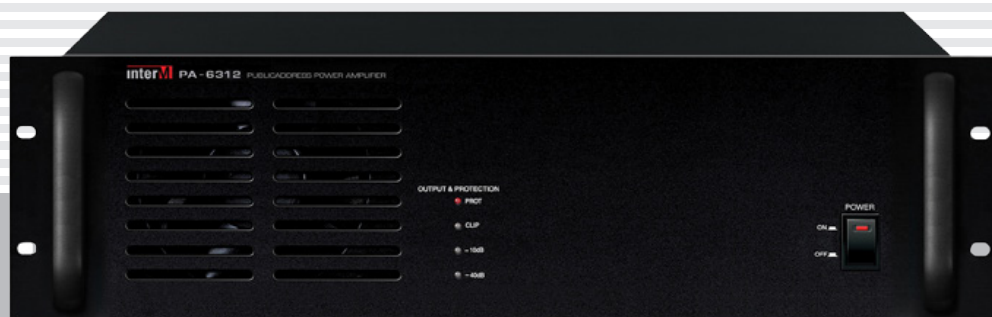 interM PA-6312 PUBLICADDRESS POWER AMPLIFIER
OUTPUT & PROTECTION
PROT
CLIP
-10dB
-40dB
POWER
ON
OFF